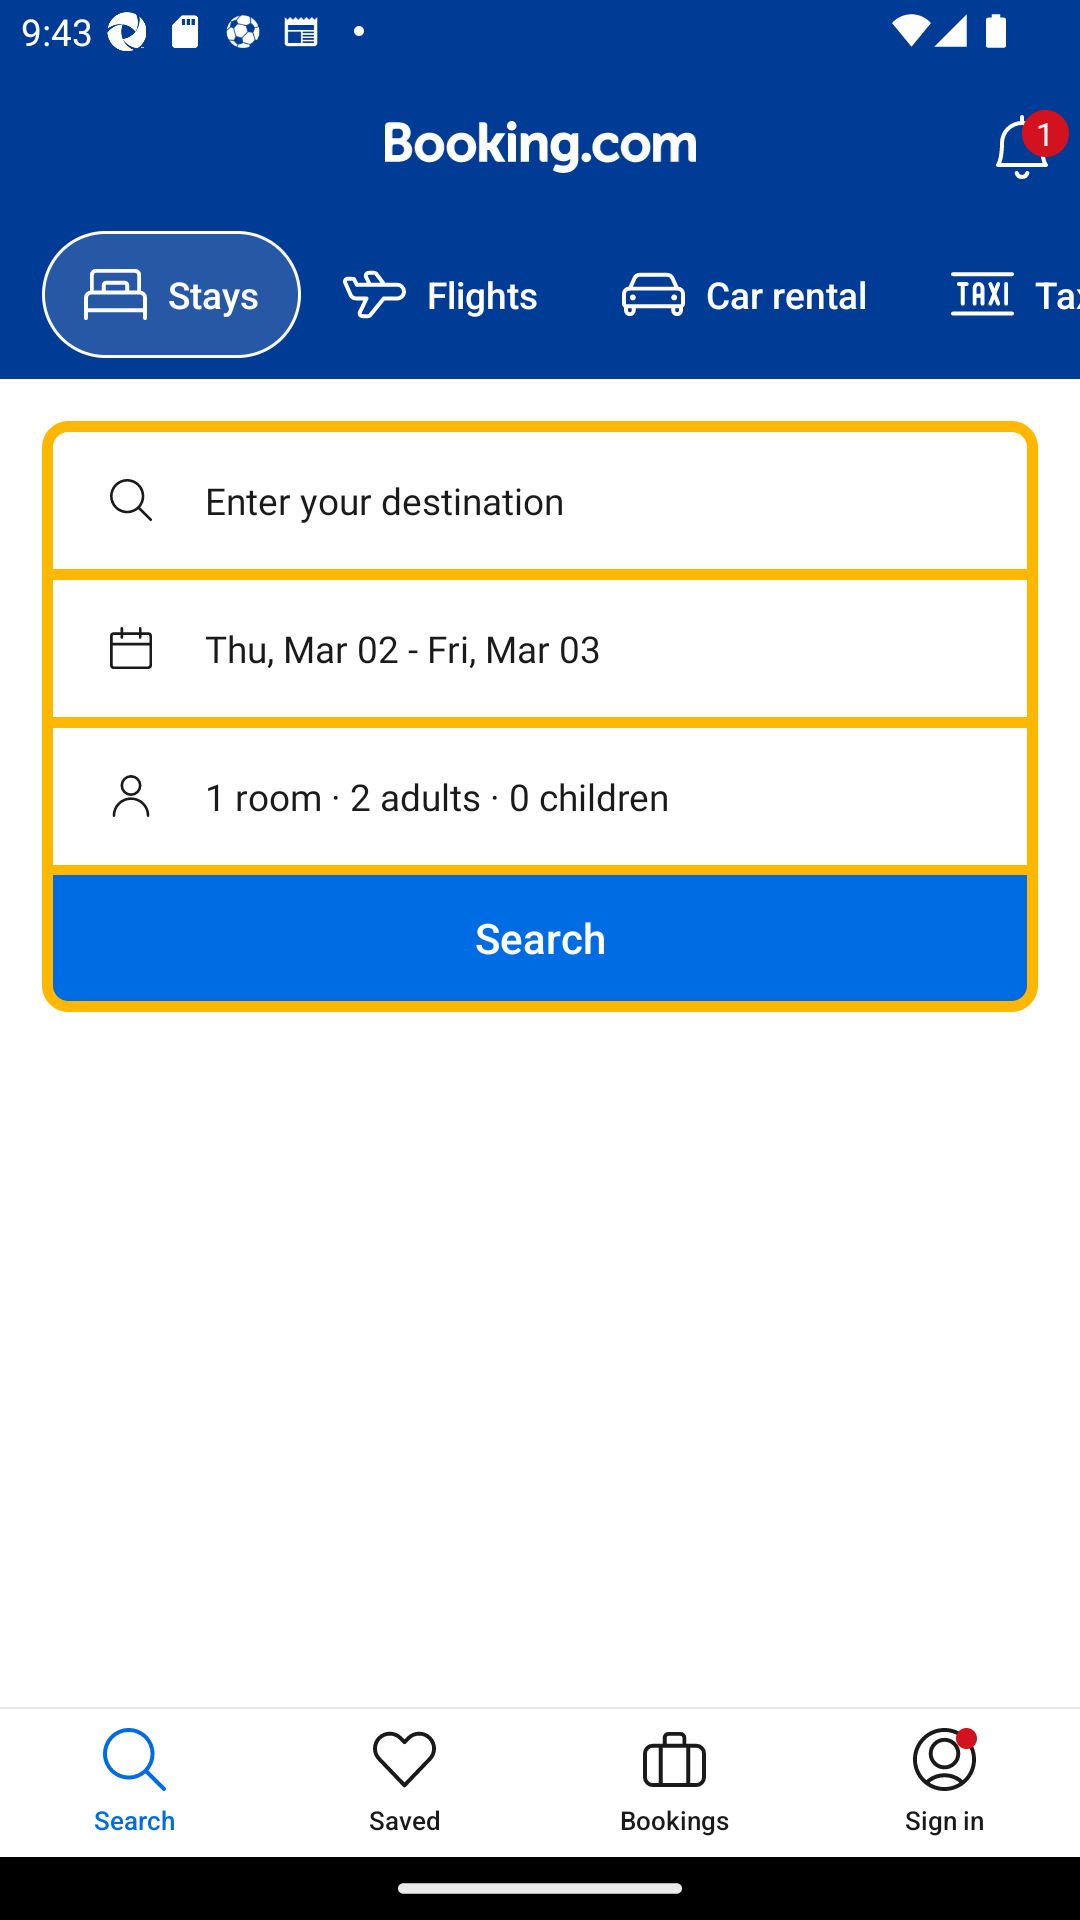 9:43
Booking.com
1
Stays
Flights
Car rental
TAXI
Tax
Enter your destination
Thu, Mar 02 - Fri, Mar 03
1 room · 2 adults · 0 children
Search
Search
Saved
Bookings
Sign in